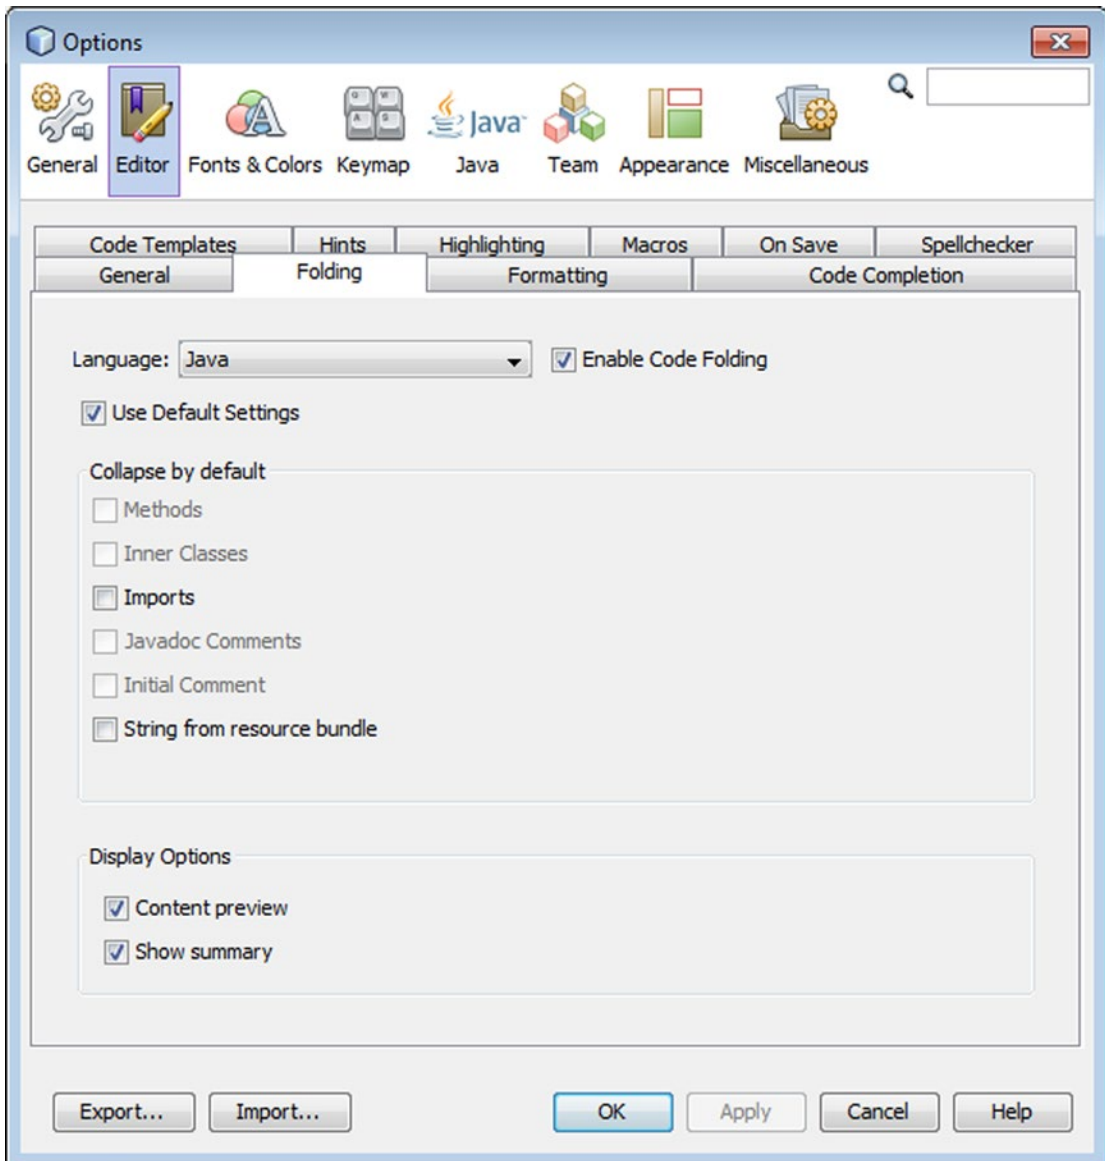 Options
General Editor Fonts & Colors Keymap Java Team Appearance Miscellaneous
Code Templates Hints Highlighting Macros On Save Spellchecker
General Folding Formatting Code Completion
Language: Java Enable Code Folding
Use Default Settings
Collapse by default
Methods
Inner Classes
Imports
Javadoc Comments
Initial Comment
String from resource bundle
Display Options
Content preview
Show summary
Export... Import... OK Apply Cancel Help